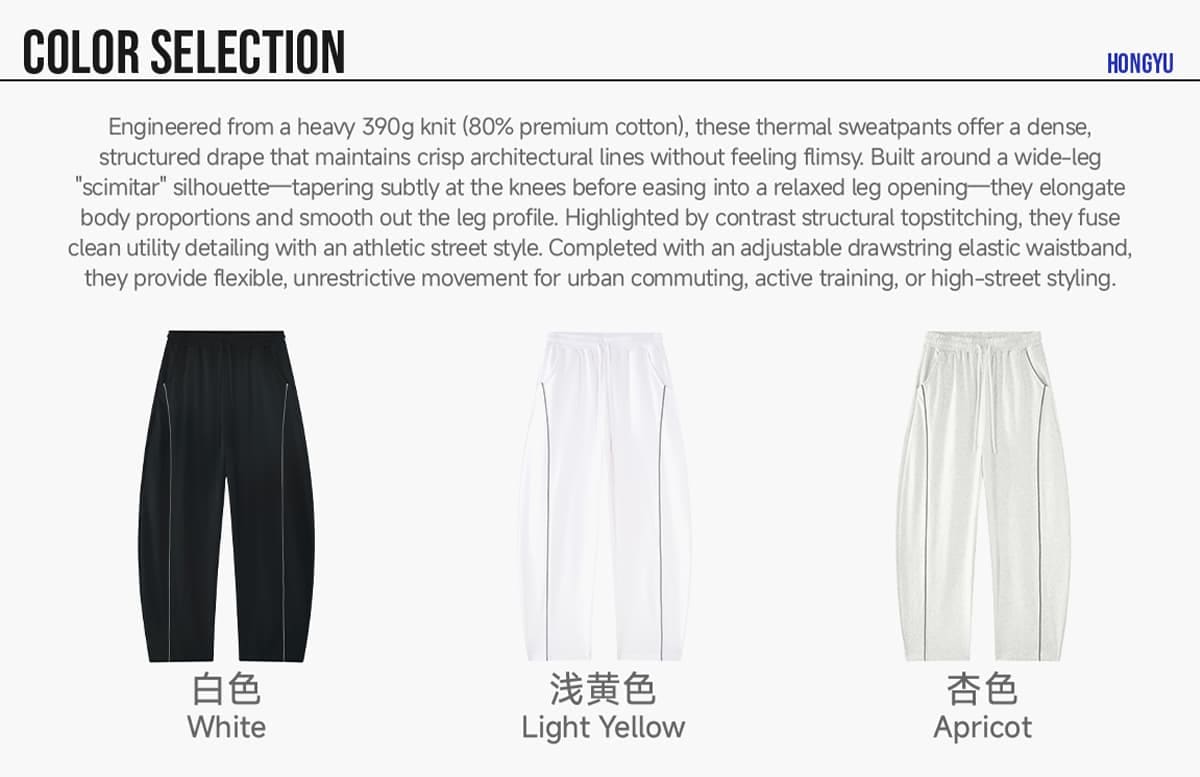 COLOR SELECTION
HONGYU
Engineered from a heavy 390g knit (80% premium cotton), these thermal sweatpants offer a dense,
structured drape that maintains crisp architectural lines without feeling flimsy. Built around a wide-leg
"scimitar" silhouette—tapering subtly at the knees before easing into a relaxed leg opening—they elongate
body proportions and smooth out the leg profile. Highlighted by contrast structural topstitching, they fuse
clean utility detailing with an athletic street style. Completed with an adjustable drawstring elastic waistband,
they provide flexible, unrestrictive movement for urban commuting, active training, or high-street styling.
白色
White
浅黄色
Light Yellow
杏色
Apricot